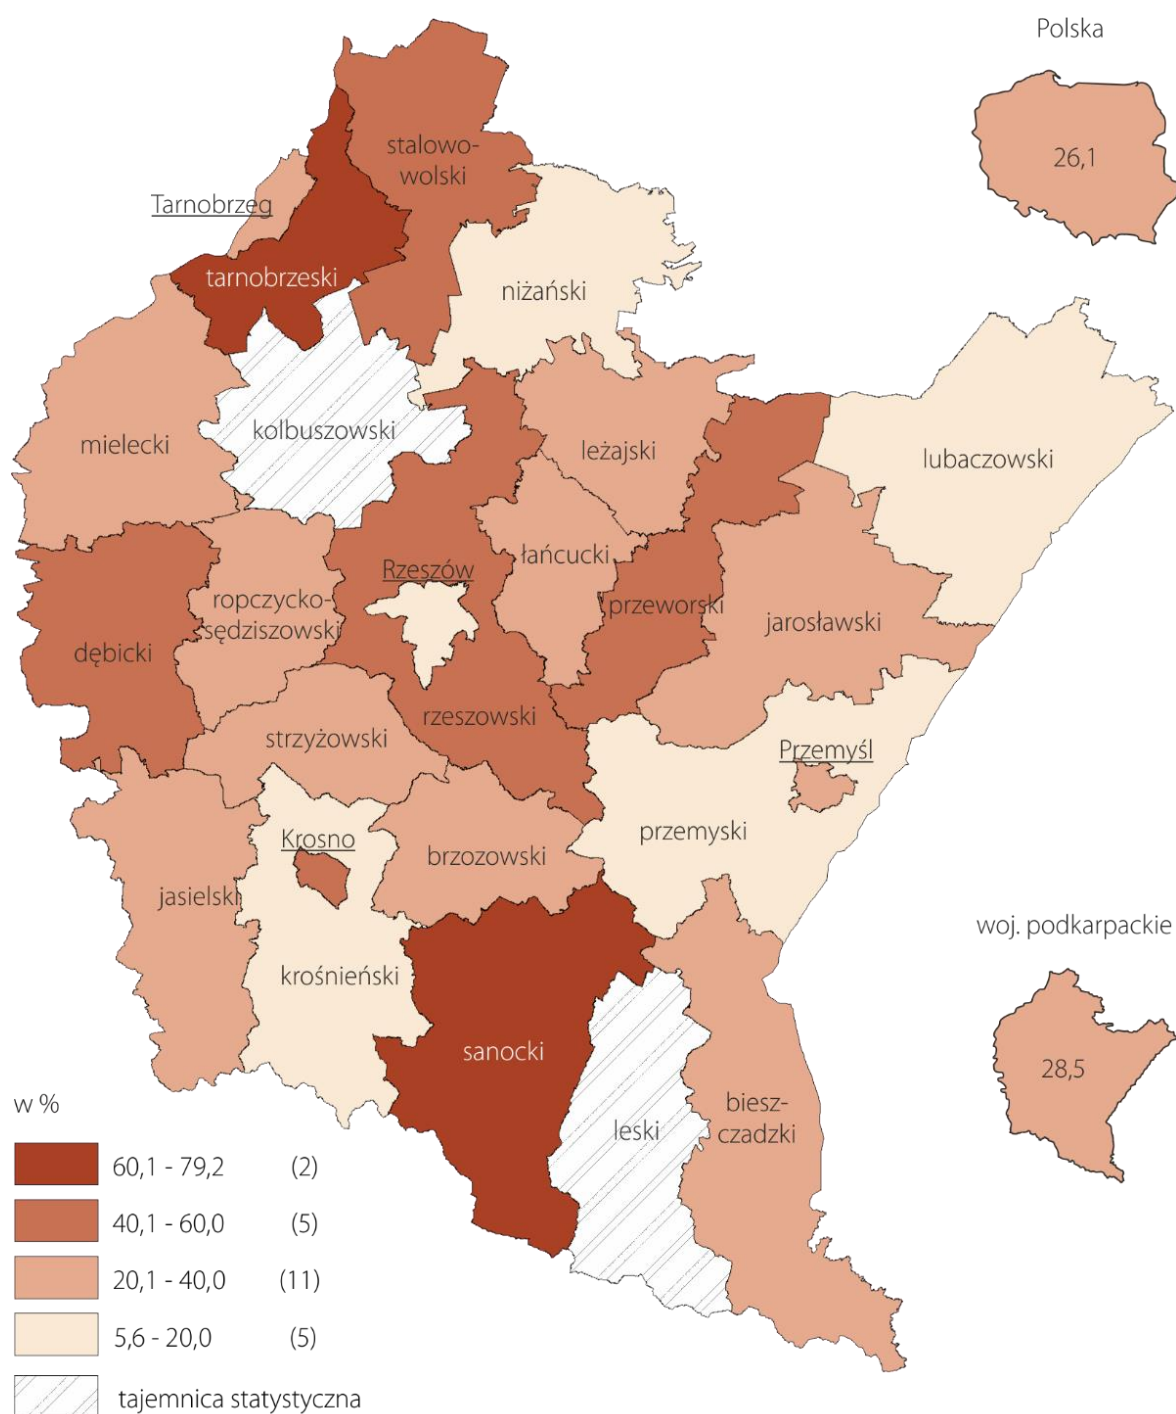 Polska
26,1
stalowo-
wolski
Tarnobrzeg
tarnobrzeski
niżański
kolbuszowski
mielecki
leżajski
lubaczowski
łańcucki
Rzeszów
ropczycko-
sędziszowski
przeworski
jarosławski
dębicki
rzeszowski
strzyżowski
Przemyśl
przemyski
Krosno
brzozowski
jasielski
krośnieński
sanocki
leski
biesz-
czadzki
woj. podkarpackie
28,5
w %
60,1 - 79,2 (2)
40,1 - 60,0 (5)
20,1 - 40,0 (11)
5,6 - 20,0 (5)
tajemnica statystyczna